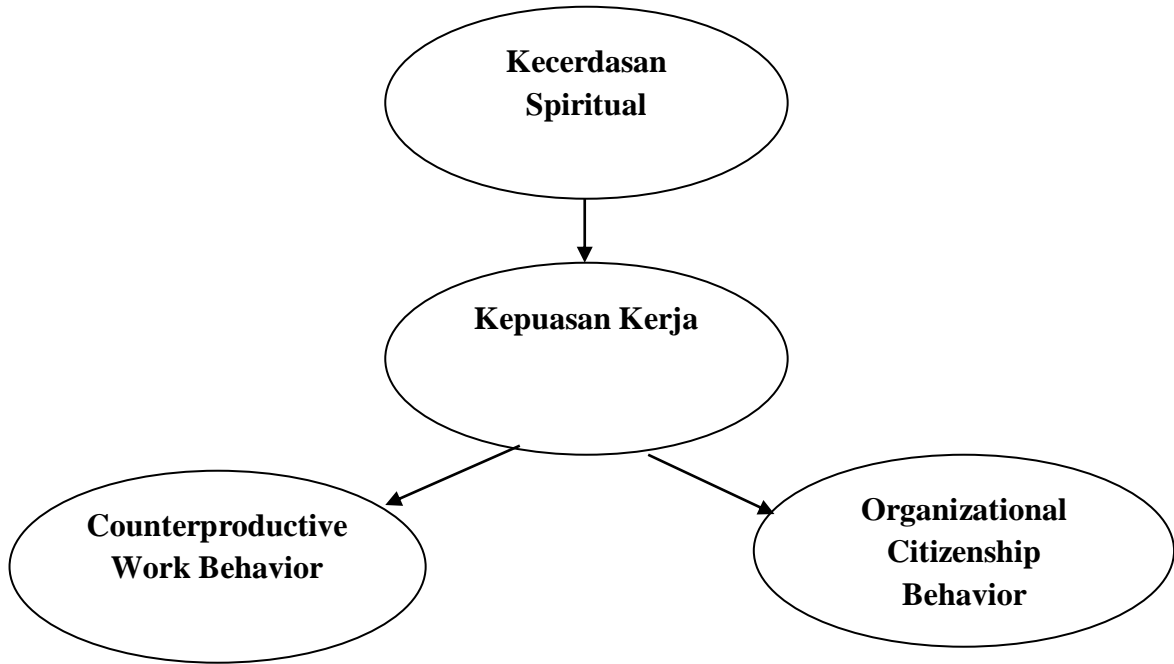 Kecerdasan
Spiritual
Kepuasan Kerja
Counterproductive
Work Behavior
Organizational
Citizenship
Behavior